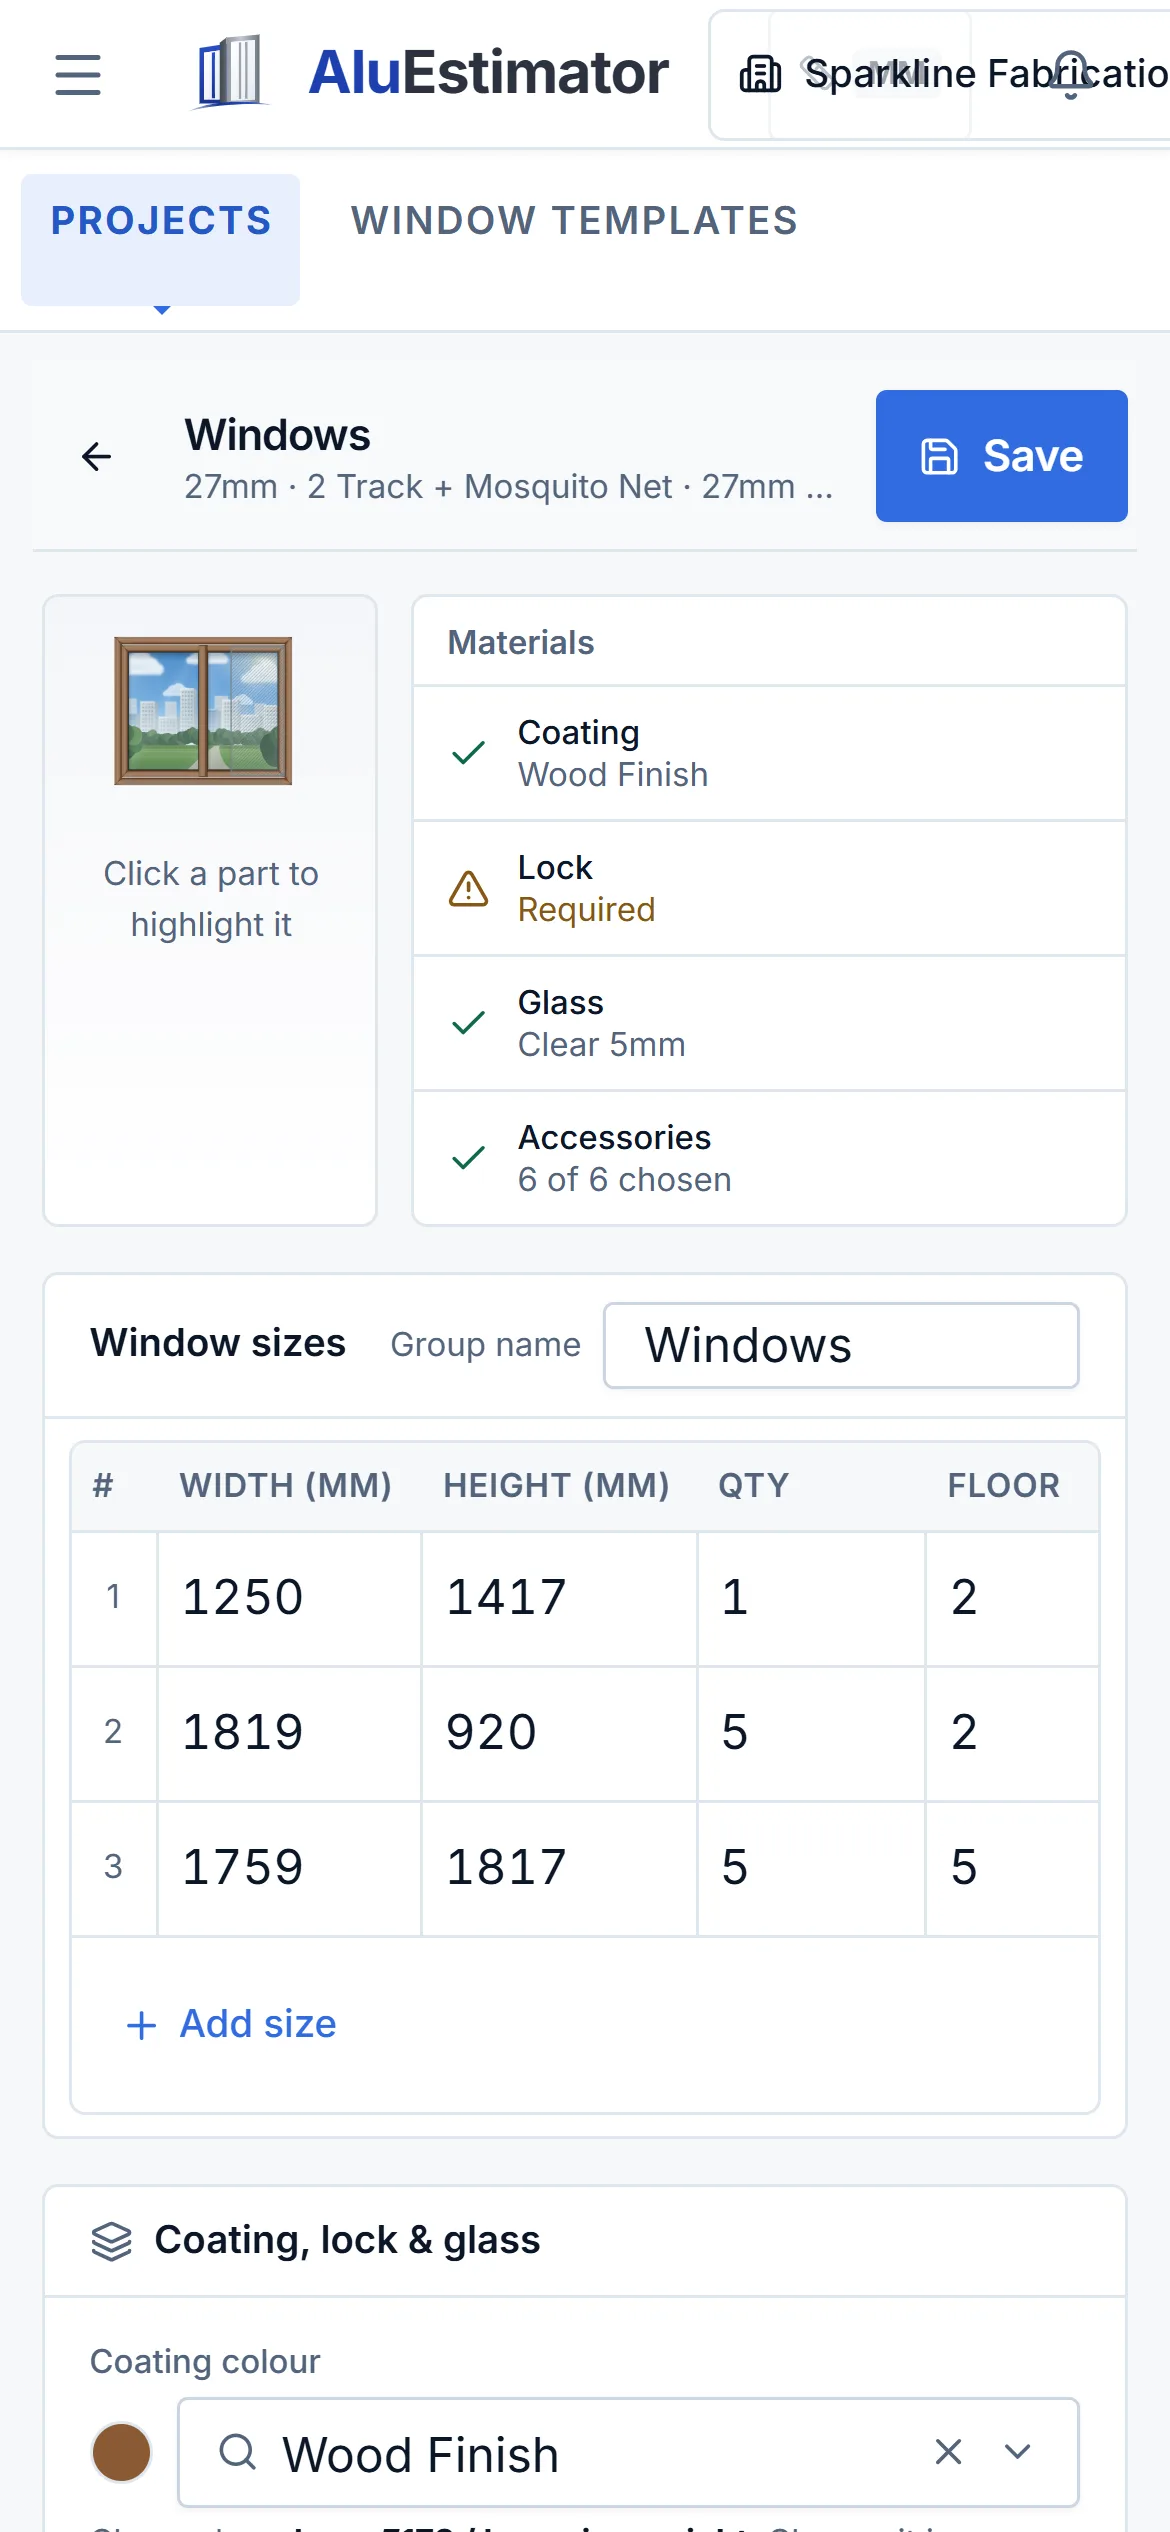 AluEstimator
Sparkline Fabricatio
PROJECTS
WINDOW TEMPLATES
Windows
27mm · 2 Track + Mosquito Net · 27mm ...
Save
Click a part to
highlight it
Materials
Coating
Wood Finish
Lock
Required
Glass
Clear 5mm
Accessories
6 of 6 chosen
Window sizes
Group name
Windows
# WIDTH (MM) HEIGHT (MM) QTY FLOOR
1 1250 1417 1 2
2 1819 920 5 2
3 1759 1817 5 5
+ Add size
Coating, lock & glass
Coating colour
Wood Finish